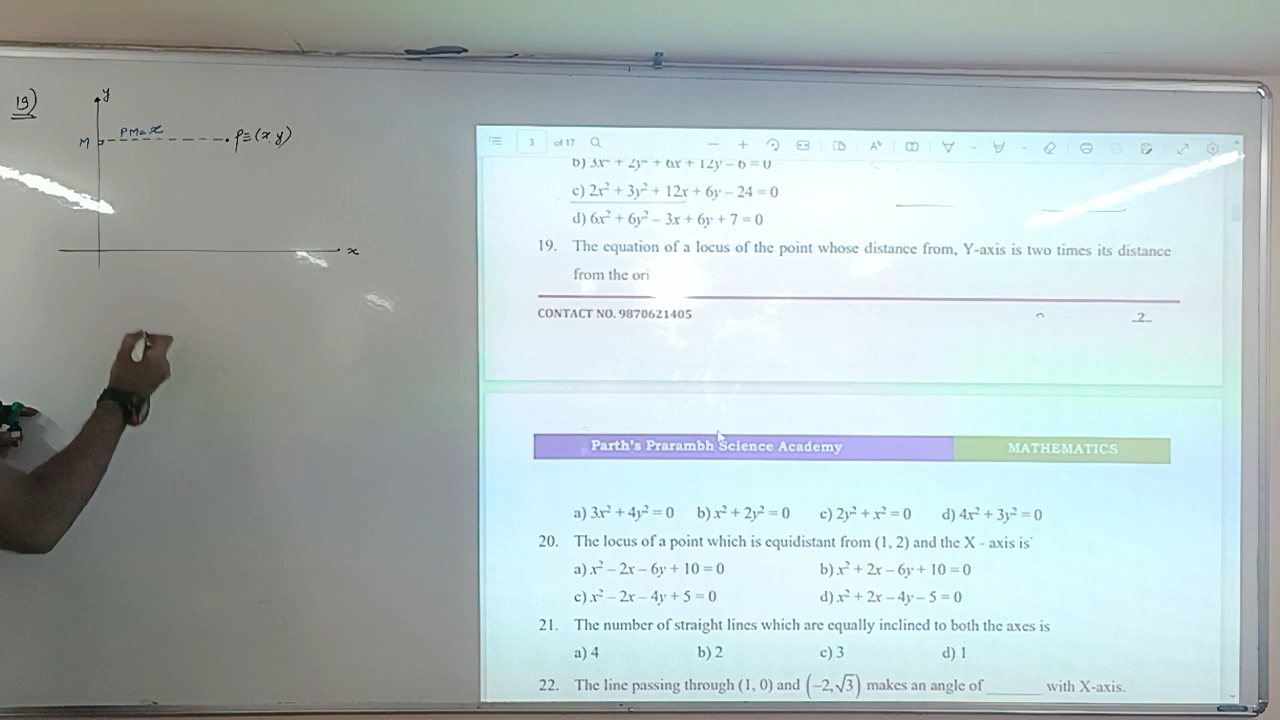 19)
y
M PM=x P≡(x, y)
x
3 of 17
b) 3x² + 2y² + 6x + 12y – 6 = 0
c) 2x² + 3y² + 12x + 6y – 24 = 0
d) 6x² + 6y² – 3x + 6y + 7 = 0
19. The equation of a locus of the point whose distance from, Y-axis is two times its distance
from the ori
CONTACT NO. 9870621405 2
Parth's Prarambh Science Academy MATHEMATICS
a) 3x² + 4y² = 0 b) x² + 2y² = 0 c) 2y² + x² = 0 d) 4x² + 3y² = 0
20. The locus of a point which is equidistant from (1, 2) and the X - axis is
a) x² – 2x – 6y + 10 = 0 b) x² + 2x – 6y + 10 = 0
c) x² – 2x – 4y + 5 = 0 d) x² + 2x – 4y – 5 = 0
21. The number of straight lines which are equally inclined to both the axes is
a) 4 b) 2 c) 3 d) 1
22. The line passing through (1, 0) and (–2, √3) makes an angle of ______ with X-axis.